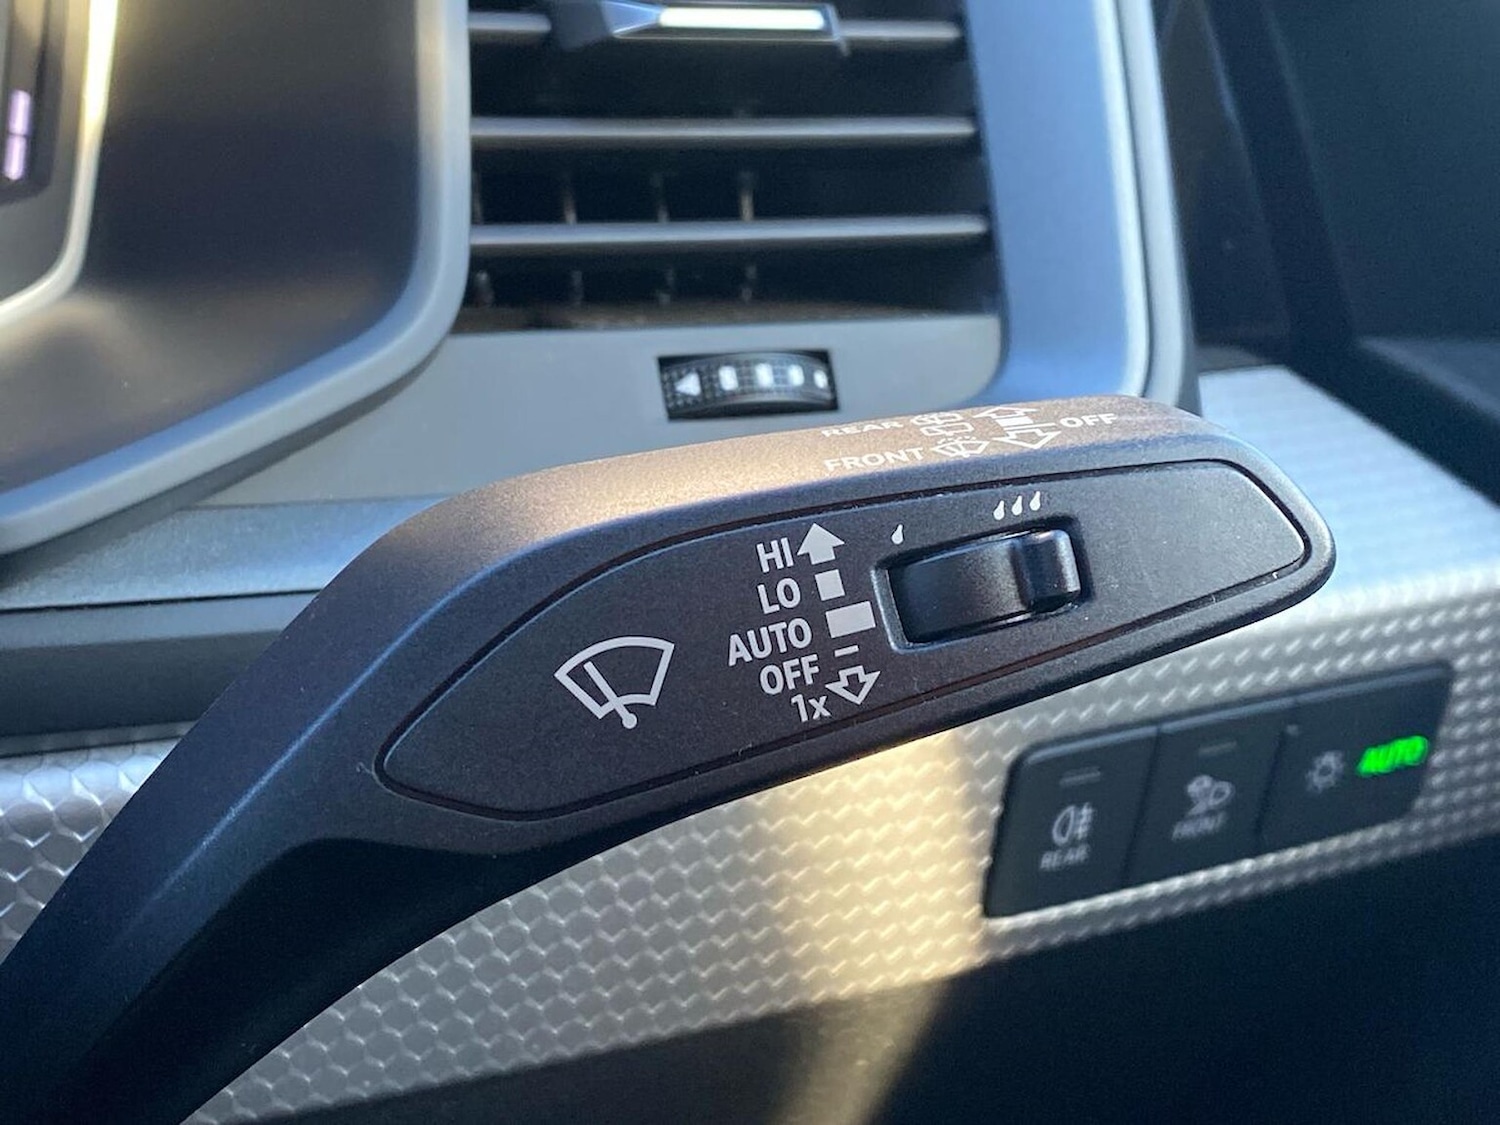 REAR OFF
FRONT
HI
LO
AUTO
OFF
1x
REAR
FRONT
AUTO